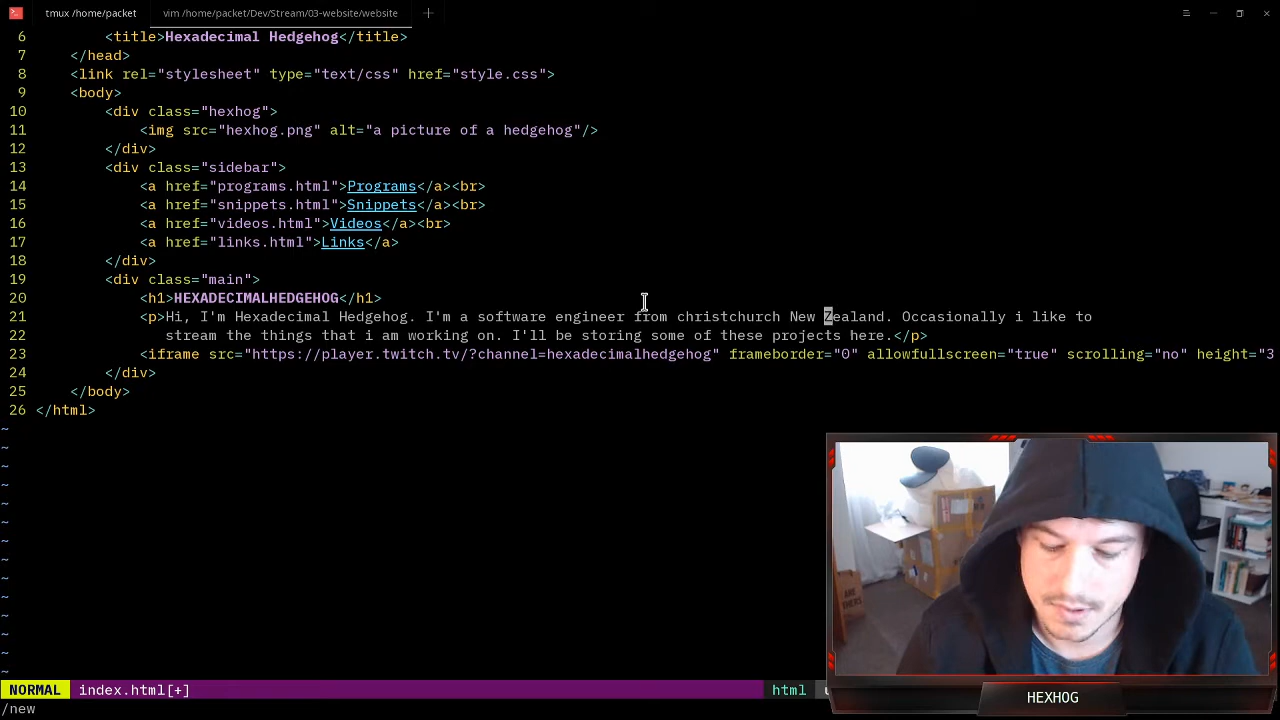 tmux /home/packet
vim /home/packet/Dev/Stream/03-website/website
6 <title>Hexadecimal Hedgehog</title>
7 </head>
8 <link rel="stylesheet" type="text/css" href="style.css">
9 <body>
10 <div class="hexhog">
11 <img src="hexhog.png" alt="a picture of a hedgehog"/>
12 </div>
13 <div class="sidebar">
14 <a href="programs.html">Programs</a><br>
15 <a href="snippets.html">Snippets</a><br>
16 <a href="videos.html">Videos</a><br>
17 <a href="links.html">Links</a>
18 </div>
19 <div class="main">
20 <h1>HEXADECIMALHEDGEHOG</h1>
21 <p>Hi, I'm Hexadecimal Hedgehog. I'm a software engineer from christchurch New Zealand. Occasionally i like to
22 stream the things that i am working on. I'll be storing some of these projects here.</p>
23 <iframe src="https://player.twitch.tv/?channel=hexadecimalhedgehog" frameborder="0" allowfullscreen="true" scrolling="no" height="3
24 </div>
25 </body>
26 </html>
~
~
~
~
~
~
~
~
~
~
~
~
~
~
NORMAL index.html[+] html
/new
HEXHOG